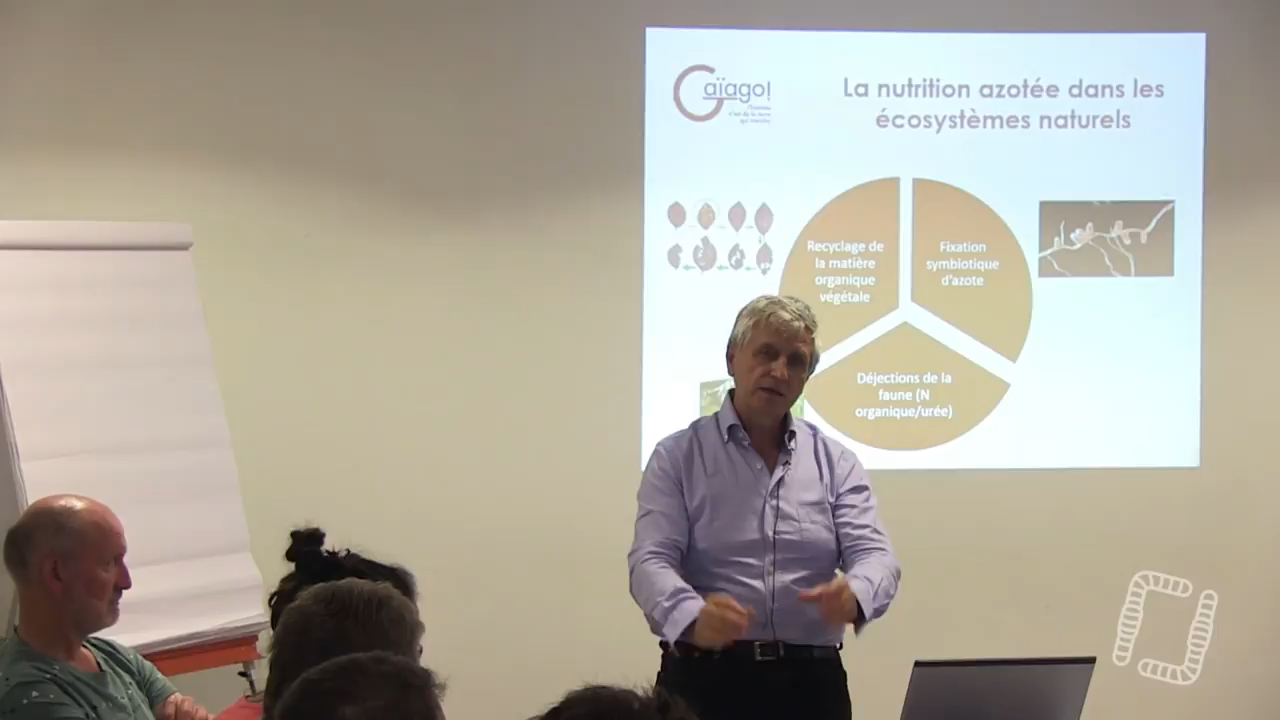 Gaïago!
La nutrition azotée dans les
écosystèmes naturels
Recyclage de
la matière
organique
végétale
Fixation
symbiotique
d'azote
Déjections de la
faune (N
organique/urée)